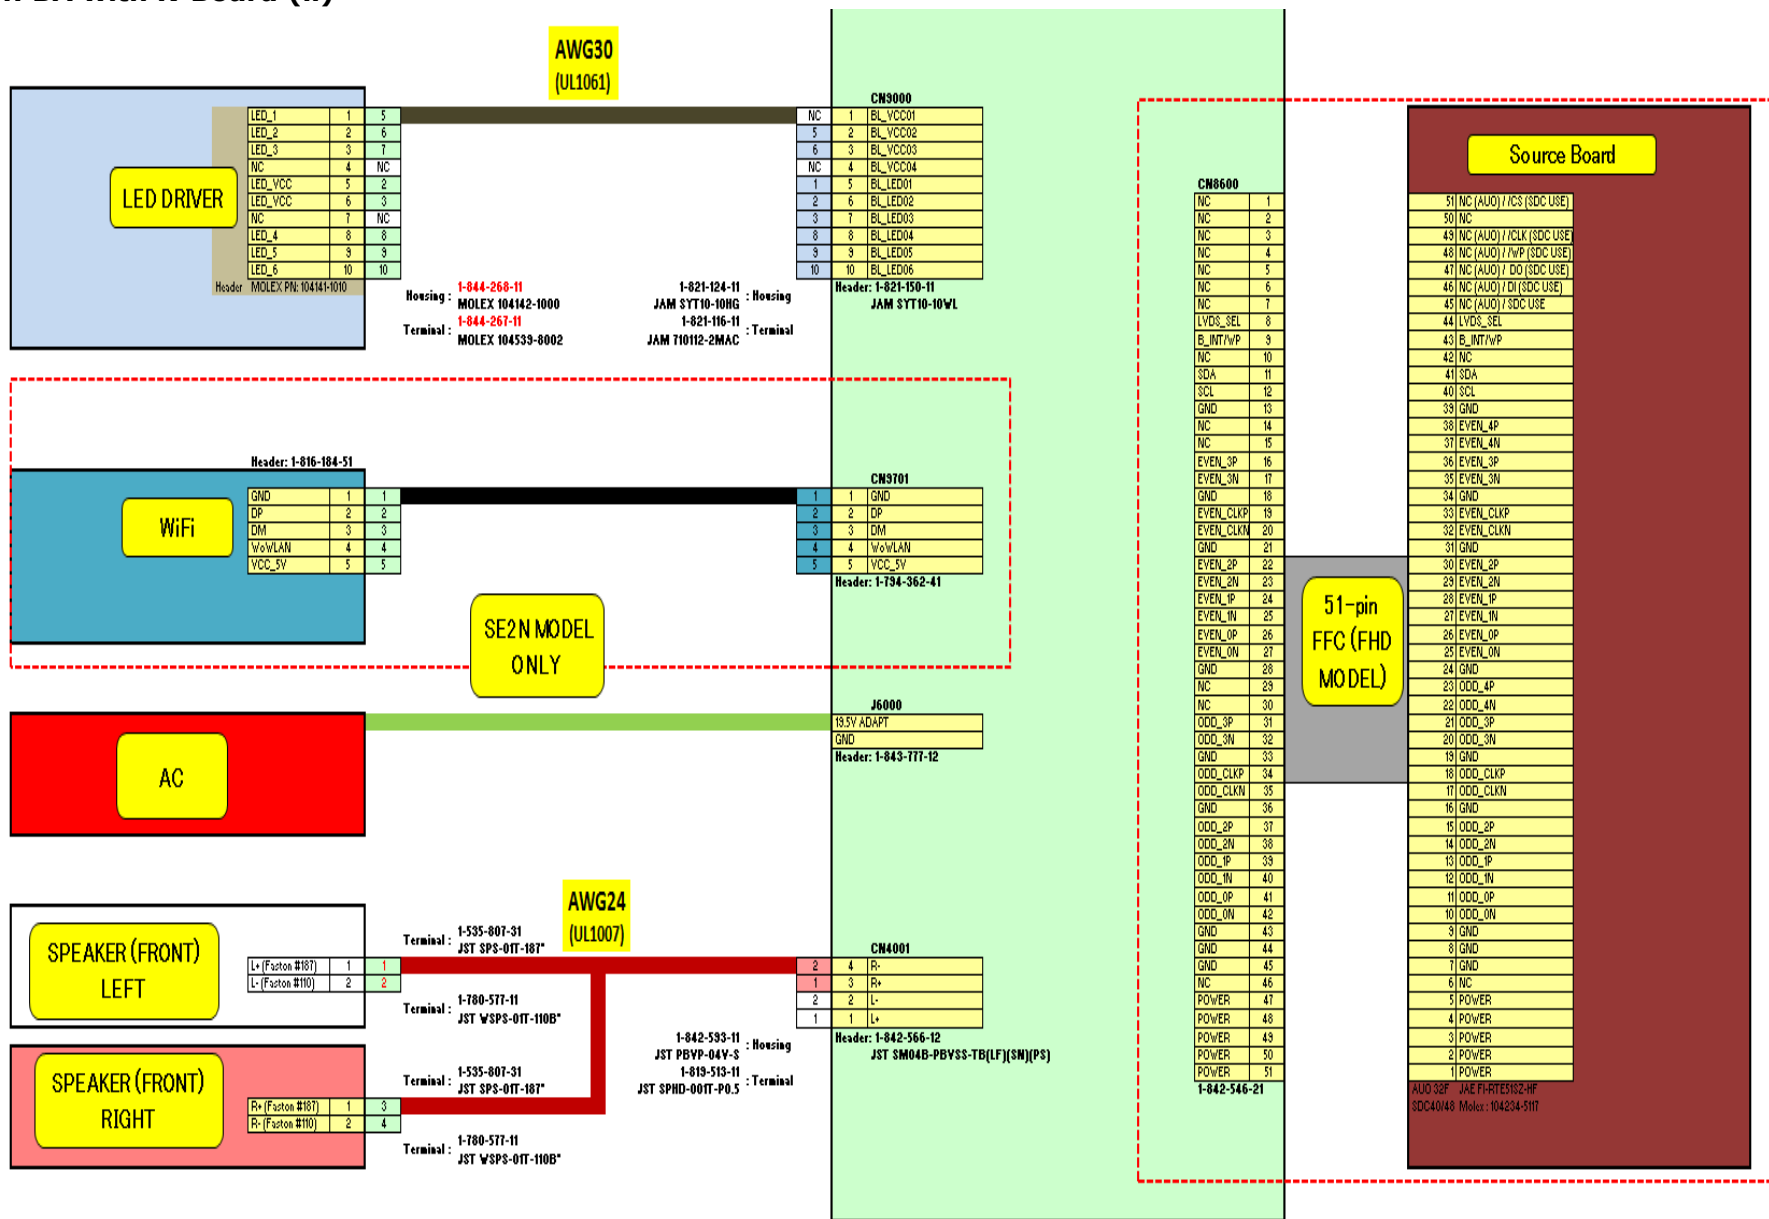 AWG30
(UL1061)
LED DRIVER
LED_1 1 5
LED_2 2 6
LED_3 3 7
NC 4 NC
LED_VCC 5 2
LED_VCC 6 3
NC 7 NC
LED_4 8 8
LED_5 9 9
LED_6 10 10
Header MOLEX PN: 104141-1010
Housing : 1-844-268-11
MOLEX 104142-1000
Terminal : 1-844-267-11
MOLEX 104539-8002
1-821-124-11
JAM SYT10-10HG : Housing
1-821-116-11
JAM 710112-2MAC : Terminal
CN9000
NC 1 BL_VCC01
5 2 BL_VCC02
6 3 BL_VCC03
NC 4 BL_VCC04
1 5 BL_LED01
2 6 BL_LED02
3 7 BL_LED03
8 8 BL_LED04
9 9 BL_LED05
10 10 BL_LED06
Header: 1-821-150-11
JAM SYT10-10WL
Header: 1-816-184-51
WiFi
GND 1 1
DP 2 2
DM 3 3
WoWLAN 4 4
VCC_5V 5 5
CN9701
1 1 GND
2 2 DP
3 3 DM
4 4 WoWLAN
5 5 VCC_5V
Header: 1-794-362-41
SE2N MODEL
ONLY
AC
J6000
19.5V ADAPT
GND
Header: 1-843-777-12
AWG24
(UL1007)
SPEAKER (FRONT)
LEFT
L+ (Faston #187) 1 1
L- (Faston #110) 2 2
Terminal : 1-535-807-31
JST SPS-01T-187"
Terminal : 1-780-577-11
JST WSPS-01T-110B"
SPEAKER (FRONT)
RIGHT
R+ (Faston #187) 1 3
R- (Faston #110) 2 4
Terminal : 1-535-807-31
JST SPS-01T-187"
Terminal : 1-780-577-11
JST WSPS-01T-110B"
1-842-593-11
JST PBVP-04V-S : Housing
1-819-513-11
JST SPHD-001T-P0.5 : Terminal
CN4001
2 4 R-
1 3 R+
2 2 L-
1 1 L+
Header: 1-842-566-12
JST SM04B-PBVSS-TB(LF)(SN)(PS)
CN8600
NC 1
NC 2
NC 3
NC 4
NC 5
NC 6
NC 7
LVDS_SEL 8
B_INT/WP 9
NC 10
SDA 11
SCL 12
GND 13
NC 14
NC 15
EVEN_3P 16
EVEN_3N 17
GND 18
EVEN_CLKP 19
EVEN_CLKN 20
GND 21
EVEN_2P 22
EVEN_2N 23
EVEN_1P 24
EVEN_1N 25
EVEN_0P 26
EVEN_0N 27
GND 28
NC 29
NC 30
ODD_3P 31
ODD_3N 32
GND 33
ODD_CLKP 34
ODD_CLKN 35
GND 36
ODD_2P 37
ODD_2N 38
ODD_1P 39
ODD_1N 40
ODD_0P 41
ODD_0N 42
GND 43
GND 44
GND 45
NC 46
POWER 47
POWER 48
POWER 49
POWER 50
POWER 51
1-842-546-21
51-pin
FFC (FHD
MODEL)
Source Board
51 NC (AUO) / /CS (SDC USE)
50 NC
49 NC (AUO) / /CLK (SDC USE)
48 NC (AUO) / /WP (SDC USE)
47 NC (AUO) / DO (SDC USE)
46 NC (AUO) / DI (SDC USE)
45 NC (AUO) / SDC USE
44 LVDS_SEL
43 B_INT/WP
42 NC
41 SDA
40 SCL
39 GND
38 EVEN_4P
37 EVEN_4N
36 EVEN_3P
35 EVEN_3N
34 GND
33 EVEN_CLKP
32 EVEN_CLKN
31 GND
30 EVEN_2P
29 EVEN_2N
28 EVEN_1P
27 EVEN_1N
26 EVEN_0P
25 EVEN_0N
24 GND
23 ODD_4P
22 ODD_4N
21 ODD_3P
20 ODD_3N
19 GND
18 ODD_CLKP
17 ODD_CLKN
16 GND
15 ODD_2P
14 ODD_2N
13 ODD_1P
12 ODD_1N
11 ODD_0P
10 ODD_0N
9 GND
8 GND
7 GND
6 NC
5 POWER
4 POWER
3 POWER
2 POWER
1 POWER
AUO 32F JAE FI-RTE51SZ-HF
SDC40/48 Molex : 104234-5117